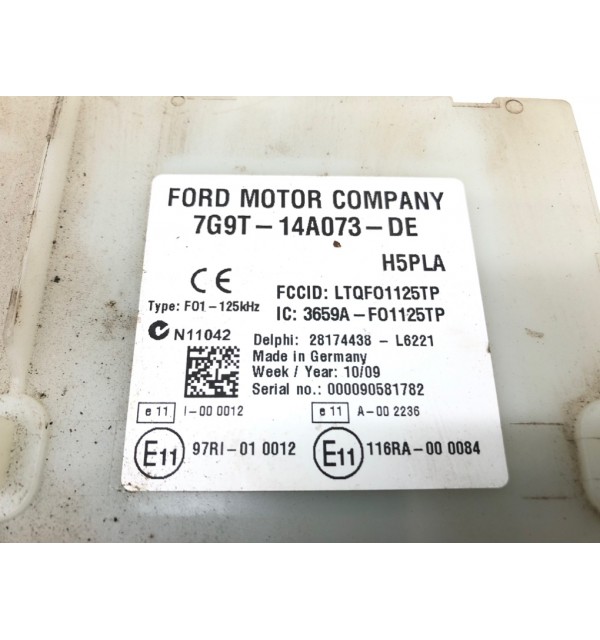 FORD MOTOR COMPANY
7G9T-14A073-DE
H5PLA
CE
FCCID: LTQFO1125TP
Type: F01-125kHz
IC: 3659A-FO1125TP
N11042
Delphi: 28174438 - L6221
Made in Germany
Week / Year: 10/09
Serial no.: 000090581782
e 11 I-00 0012
e 11 A-00 2236
E11 97RI-01 0012
E11 116RA-00 0084